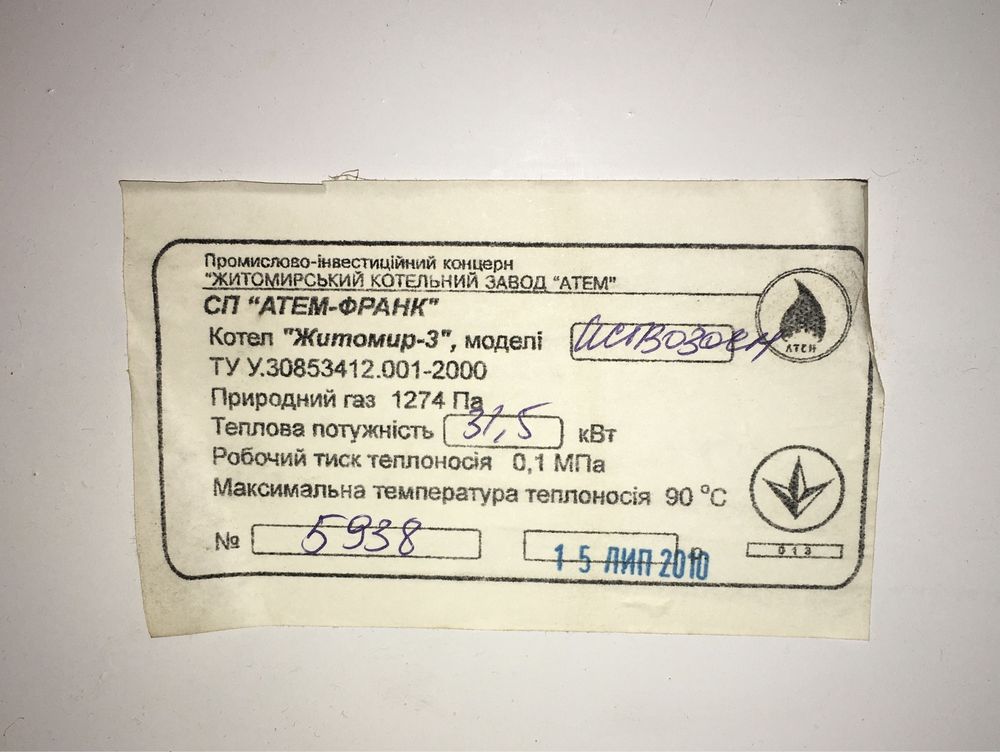 Промислово-інвестиційний концерн
"ЖИТОМИРСЬКИЙ КОТЕЛЬНИЙ ЗАВОД "АТЕМ"
СП "АТЕМ-ФРАНК"
Котел "Житомир-3", моделі
АТЕМ
ТУ У.30853412.001-2000
Природний газ 1274 Па
Теплова потужність 31,5 кВт
Робочий тиск теплоносія 0,1 МПа
Максимальна температура теплоносія 90 °С
№ 5938 15 ЛИП 2010
013